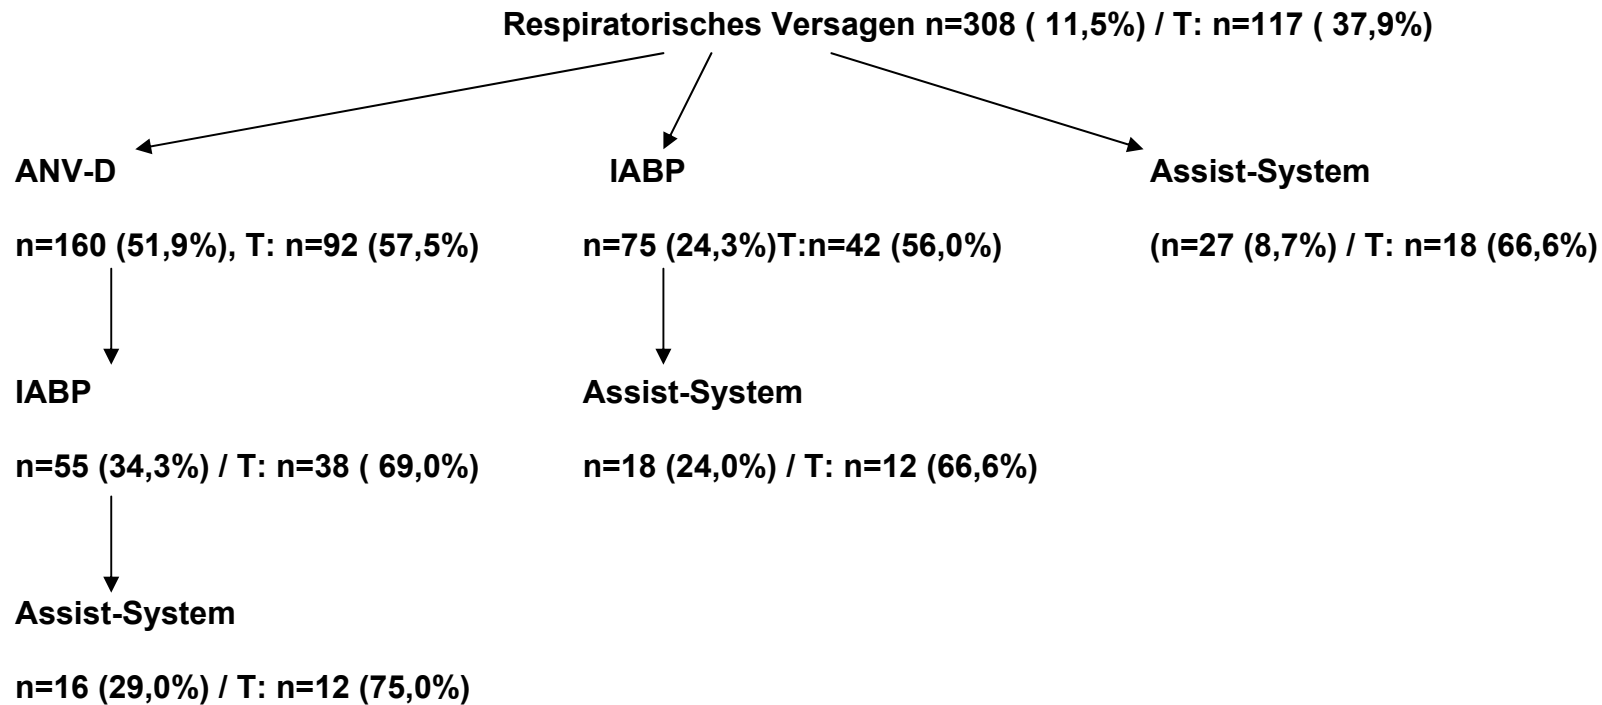 Respiratorisches Versagen n=308 ( 11,5%) / T: n=117 ( 37,9%)
ANV-D
IABP
Assist-System
n=160 (51,9%), T: n=92 (57,5%)
n=75 (24,3%)T:n=42 (56,0%)
(n=27 (8,7%) / T: n=18 (66,6%)
IABP
Assist-System
n=55 (34,3%) / T: n=38 ( 69,0%)
n=18 (24,0%) / T: n=12 (66,6%)
Assist-System
n=16 (29,0%) / T: n=12 (75,0%)